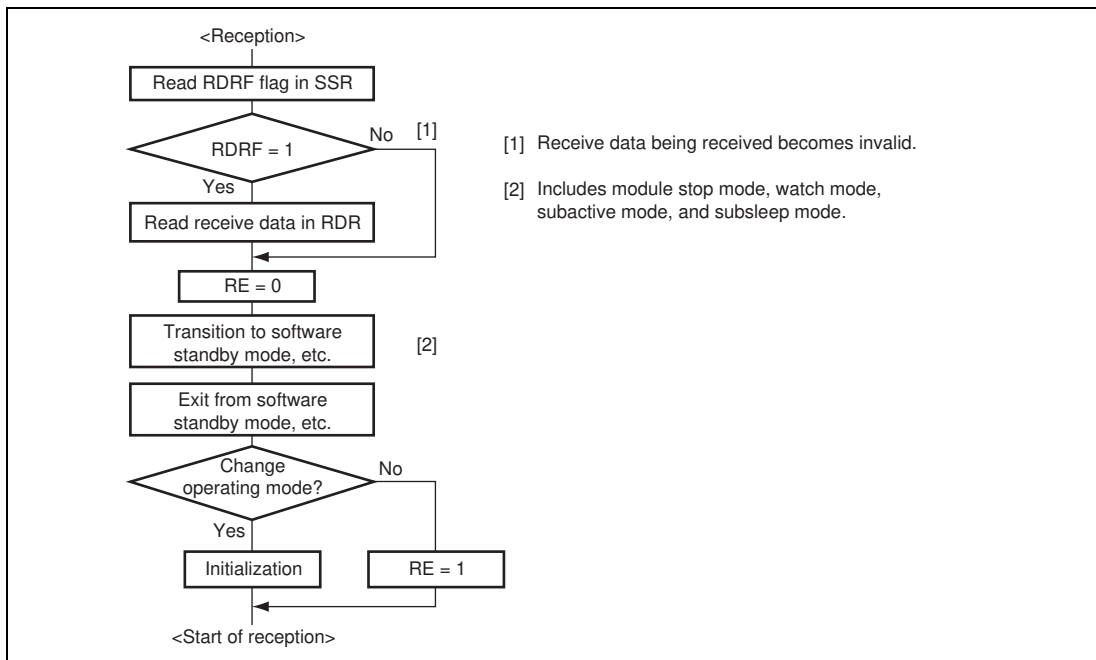 <Reception>
Read RDRF flag in SSR
RDRF = 1
No
[1]
Yes
Read receive data in RDR
RE = 0
Transition to software
standby mode, etc.
[2]
Exit from software
standby mode, etc.
Change
operating mode?
No
Yes
Initialization
RE = 1
<Start of reception>
[1] Receive data being received becomes invalid.
[2] Includes module stop mode, watch mode,
subactive mode, and subsleep mode.